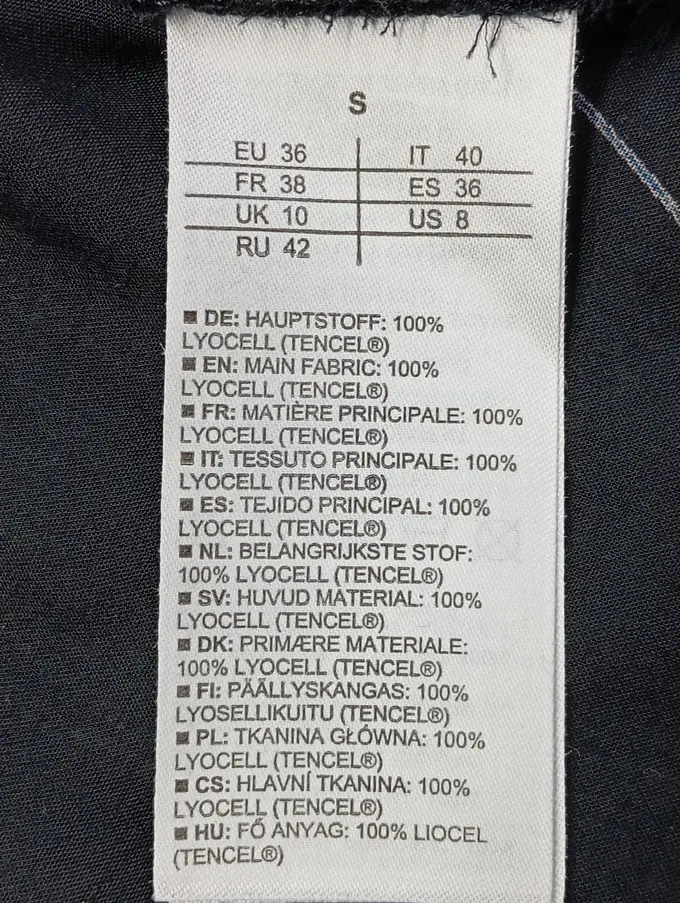 S
EU 36 IT 40
FR 38 ES 36
UK 10 US 8
RU 42
DE: HAUPTSTOFF: 100%
LYOCELL (TENCEL®)
EN: MAIN FABRIC: 100%
LYOCELL (TENCEL®)
FR: MATIÈRE PRINCIPALE: 100%
LYOCELL (TENCEL®)
IT: TESSUTO PRINCIPALE: 100%
LYOCELL (TENCEL®)
ES: TEJIDO PRINCIPAL: 100%
LYOCELL (TENCEL®)
NL: BELANGRIJKSTE STOF:
100% LYOCELL (TENCEL®)
SV: HUVUD MATERIAL: 100%
LYOCELL (TENCEL®)
DK: PRIMÆRE MATERIALE:
100% LYOCELL (TENCEL®)
FI: PÄÄLLYSKANGAS: 100%
LYOSELLIKUITU (TENCEL®)
PL: TKANINA GŁÓWNA: 100%
LYOCELL (TENCEL®)
CS: HLAVNÍ TKANINA: 100%
LYOCELL (TENCEL®)
HU: FŐ ANYAG: 100% LIOCEL
(TENCEL®)